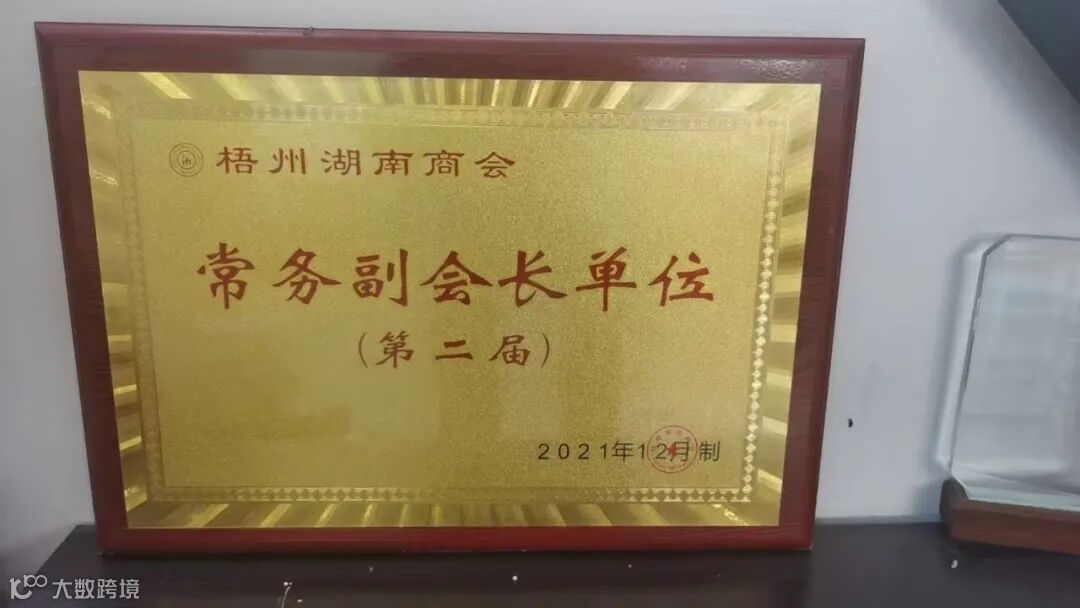 梧州湖南商会
常务副会长单位
(第二届)
2021年12月制
大数跨境